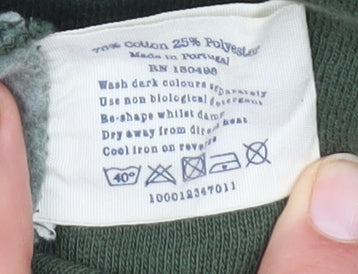 75% Cotton 25% Polyester
Made in Portugal
RN 150498
Wash dark colours separately
Use non biological detergent
Re-shape whilst damp
Dry away from direct heat
Cool iron on reverse
40°
100012347011